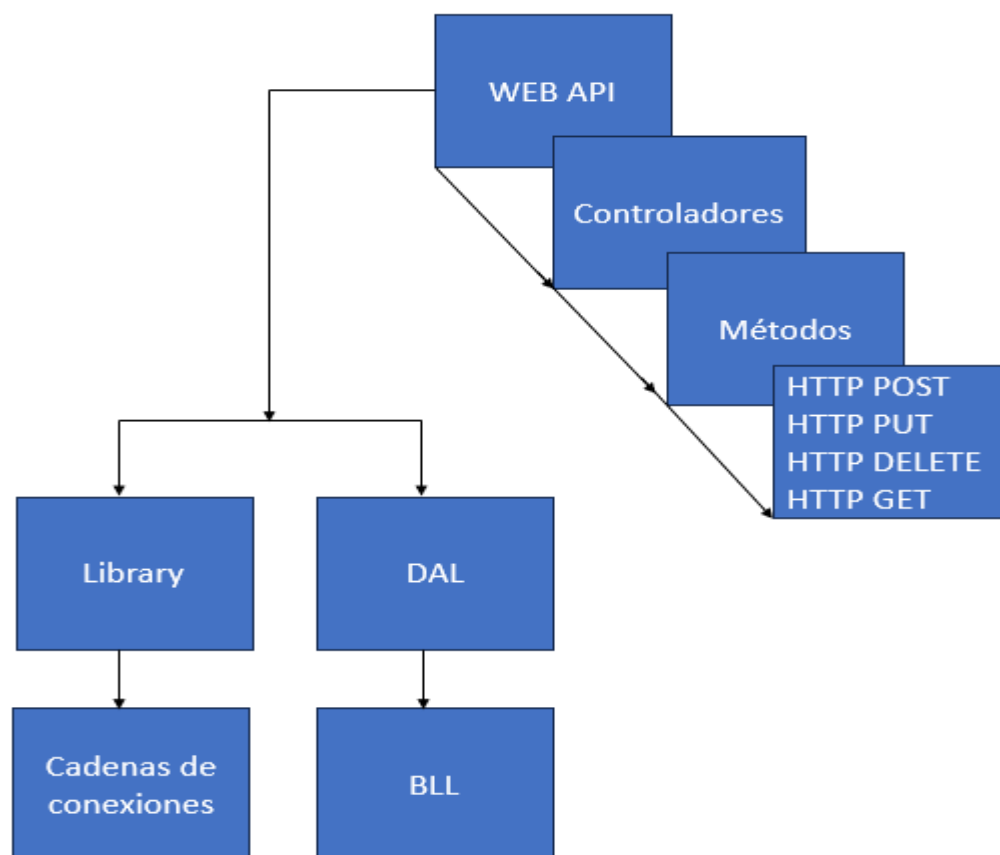 WEB API
Controladores
Métodos
HTTP POST
HTTP PUT
HTTP DELETE
HTTP GET
Library
DAL
Cadenas de
conexiones
BLL